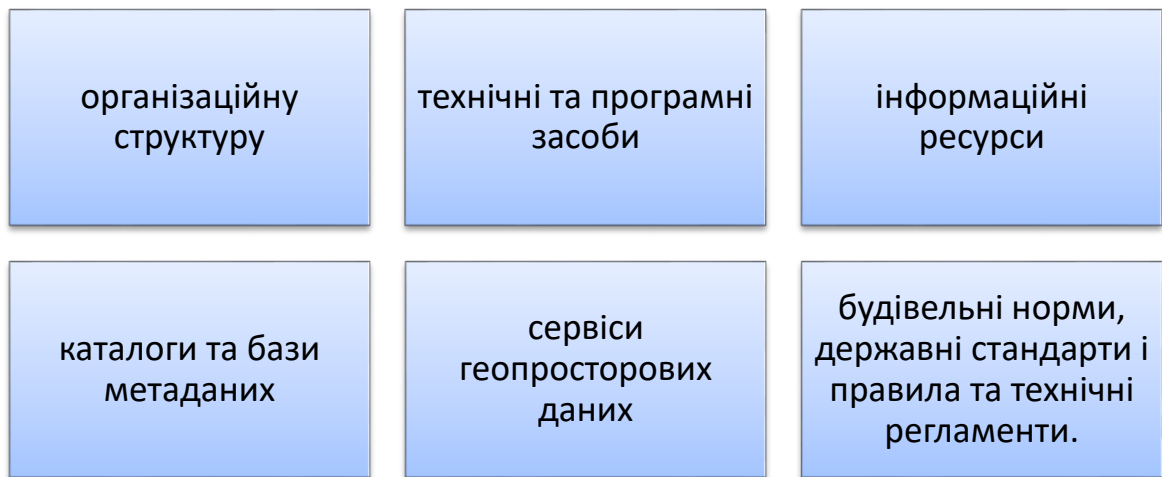 організаційну
структуру
технічні та програмні
засоби
інформаційні
ресурси
каталоги та бази
метаданих
сервіси
геопросторових
даних
будівельні норми,
державні стандарти і
правила та технічні
регламенти.